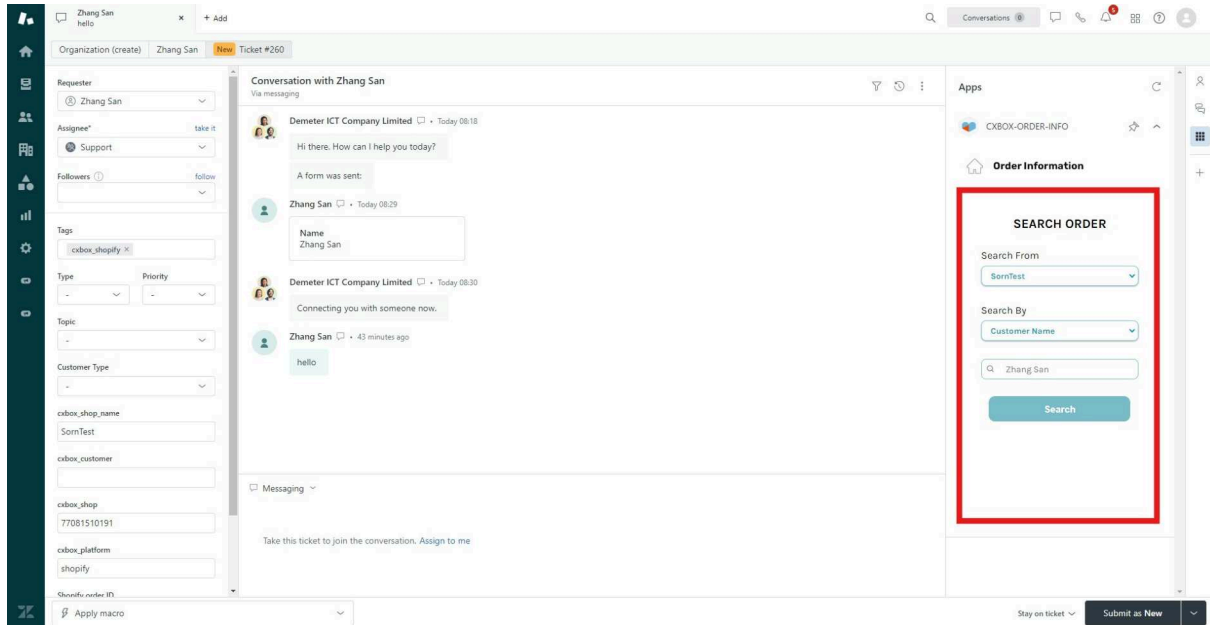 Zhang San
hello
× + Add
Conversations 0
5
Organization (create) Zhang San New Ticket #260
Requester
Zhang San
Assignee* take it
Support
Followers follow
Tags
cxbox_shopify ×
Type Priority
- -
Topic
-
Customer Type
-
cxbox_shop_name
SornTest
cxbox_customer
cxbox_shop
77081510191
cxbox_platform
shopify
Shopify order ID
Apply macro
Conversation with Zhang San
Via messaging
Demeter ICT Company Limited • Today 08:18
Hi there. How can I help you today?
A form was sent:
Zhang San • Today 08:29
Name
Zhang San
Demeter ICT Company Limited • Today 08:30
Connecting you with someone now.
Zhang San • 43 minutes ago
hello
Messaging
Take this ticket to join the conversation. Assign to me
Apps
CXBOX-ORDER-INFO
Order Information
SEARCH ORDER
Search From
SornTest
Search By
Customer Name
Zhang San
Search
Stay on ticket
Submit as New